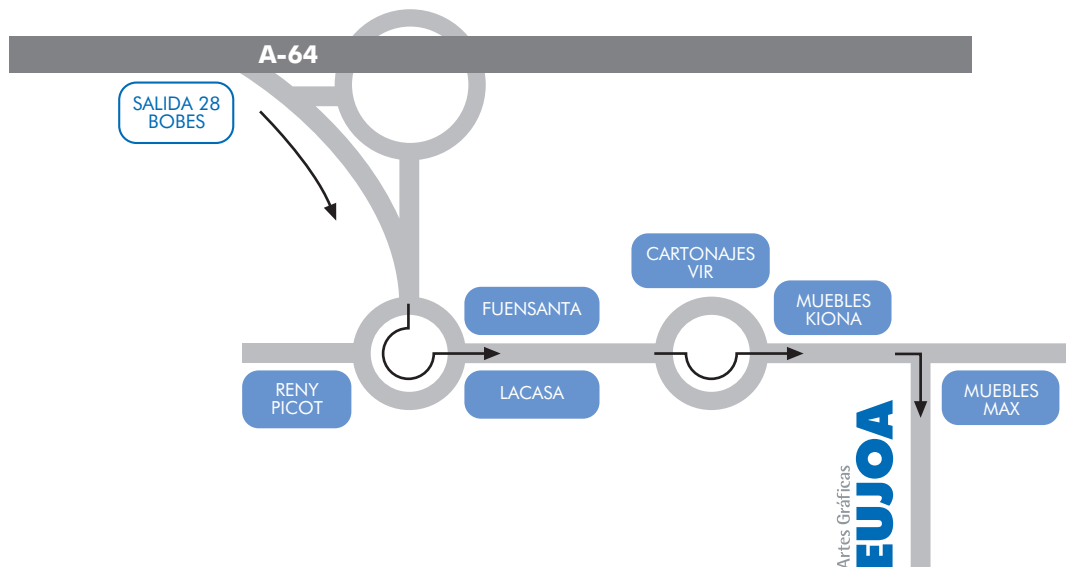 A-64
SALIDA 28
BOBES
CARTONAJES
VIR
FUENSANTA
MUEBLES
KIONA
RENY
PICOT
LACASA
MUEBLES
MAX
Artes Gráficas
EUJOA